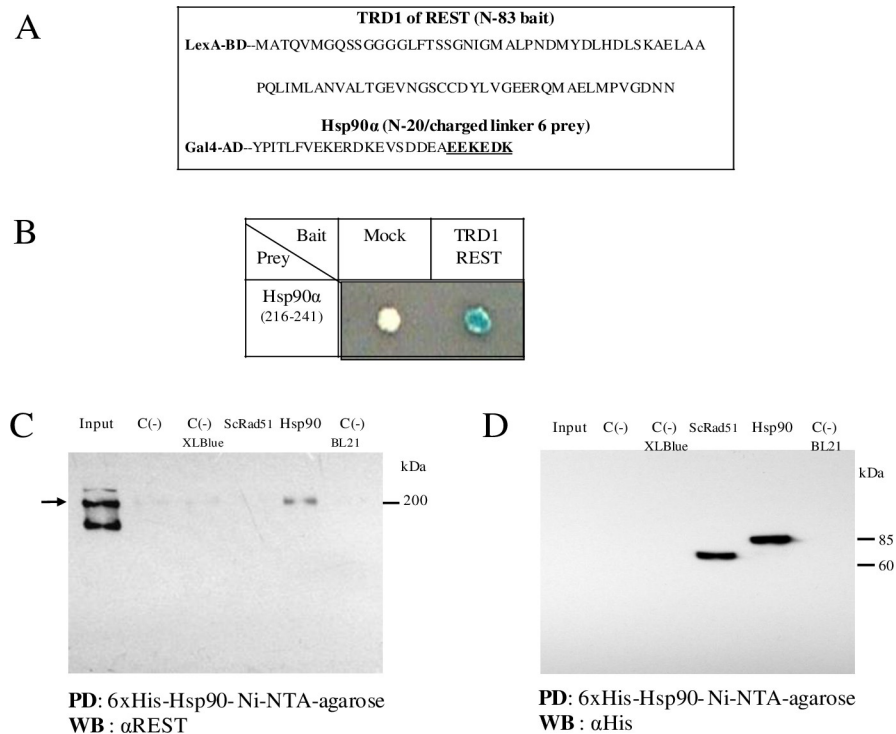 A
TRD1 of REST (N-83 bait)
LexA-BD--MATQVMGQSSGGGGLFTSSGNIGMALPNDMYDLHDLSKAELAA
PQLIMLANVALTGEVNGSCCDYLVGEERQMAELMPVGDNN
Hsp90α (N-20/charged linker 6 prey)
Gal4-AD--YPITLFVEKERDKEVSDDEAEEKEDK
B
Bait
Prey
Mock
TRD1
REST
Hsp90α
(216-241)
C
Input C(-) C(-) ScRad51 Hsp90 C(-)
XLBlue BL21
kDa
200
PD: 6xHis-Hsp90- Ni-NTA-agarose
WB : αREST
D
Input C(-) C(-) ScRad51 Hsp90 C(-)
XLBlue BL21
kDa
85
60
PD: 6xHis-Hsp90- Ni-NTA-agarose
WB : αHis